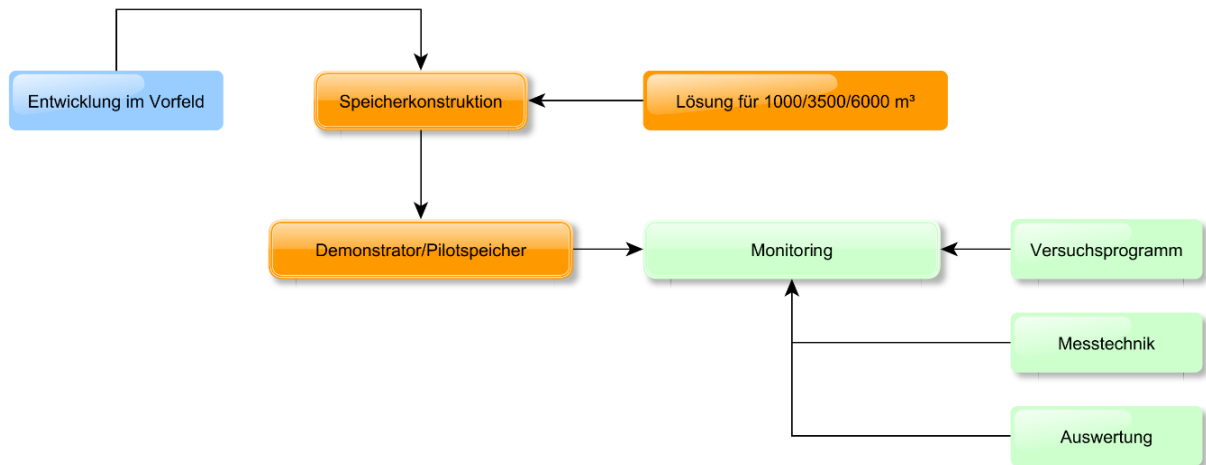 Entwicklung im Vorfeld
Speicherkonstruktion
Lösung für 1000/3500/6000 m³
Demonstrator/Pilotspeicher
Monitoring
Versuchsprogramm
Messtechnik
Auswertung